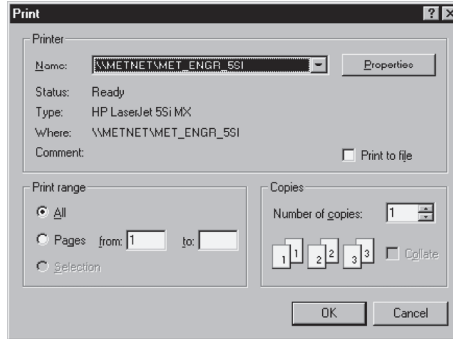 Print
Printer
Name: \\METNET\MET_ENGR_5SI
Properties
Status: Ready
Type: HP LaserJet 5Si MX
Where: \\METNET\MET_ENGR_5SI
Comment:
Print to file
Print range
All
Pages from: 1 to:
Selection
Copies
Number of copies: 1
1 1 2 2 3 3
Collate
OK
Cancel